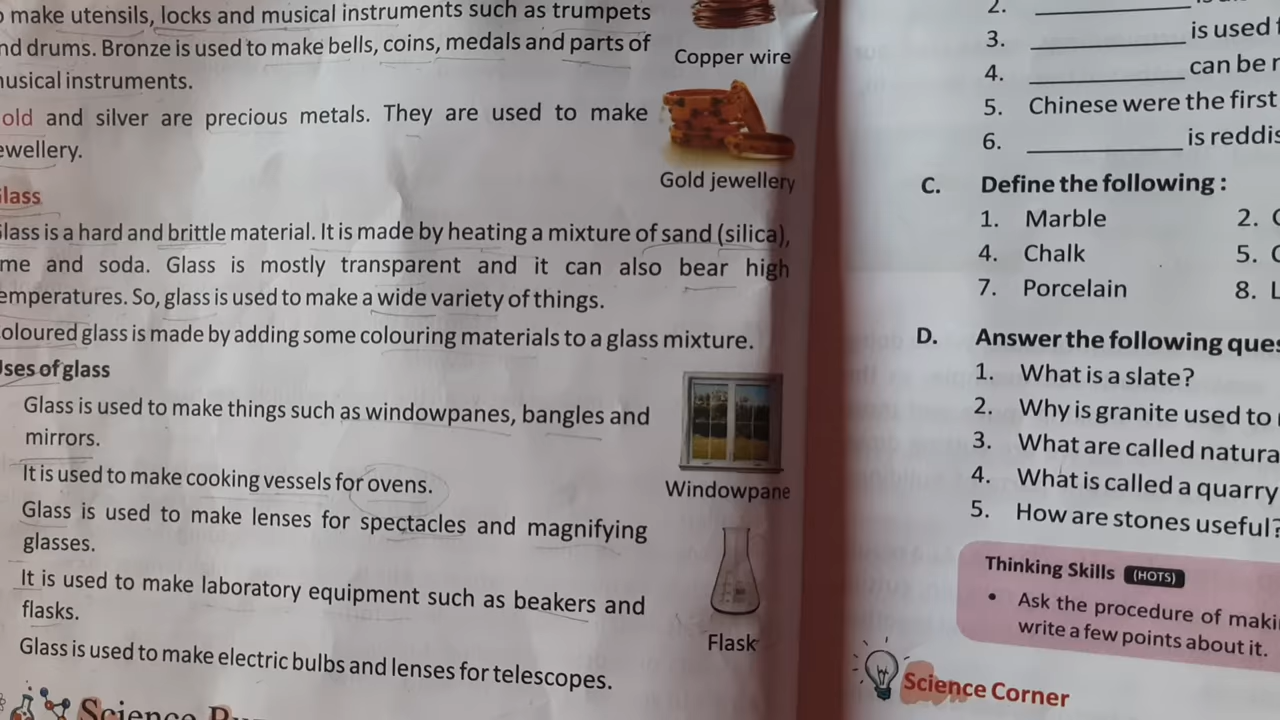 make utensils, locks and musical instruments such as trumpets
nd drums. Bronze is used to make bells, coins, medals and parts of
usical instruments.
Copper wire
old and silver are precious metals. They are used to make
ewellery.
Gold jewellery
lass
lass is a hard and brittle material. It is made by heating a mixture of sand (silica),
me and soda. Glass is mostly transparent and it can also bear high
emperatures. So, glass is used to make a wide variety of things.
oloured glass is made by adding some colouring materials to a glass mixture.
ses of glass
Glass is used to make things such as windowpanes, bangles and
mirrors.
It is used to make cooking vessels for ovens.
Windowpane
Glass is used to make lenses for spectacles and magnifying
glasses.
It is used to make laboratory equipment such as beakers and
flasks.
Flask
Glass is used to make electric bulbs and lenses for telescopes.
Science
2. ____________
3. ____________ is used
4. ____________ can be
5. Chinese were the first
6. ____________ is reddis
C. Define the following :
1. Marble 2.
4. Chalk 5.
7. Porcelain 8. L
D. Answer the following ques
1. What is a slate?
2. Why is granite used to
3. What are called natura
4. What is called a quarry
5. How are stones useful?
Thinking Skills (HOTS)
• Ask the procedure of maki
write a few points about it.
Science Corner